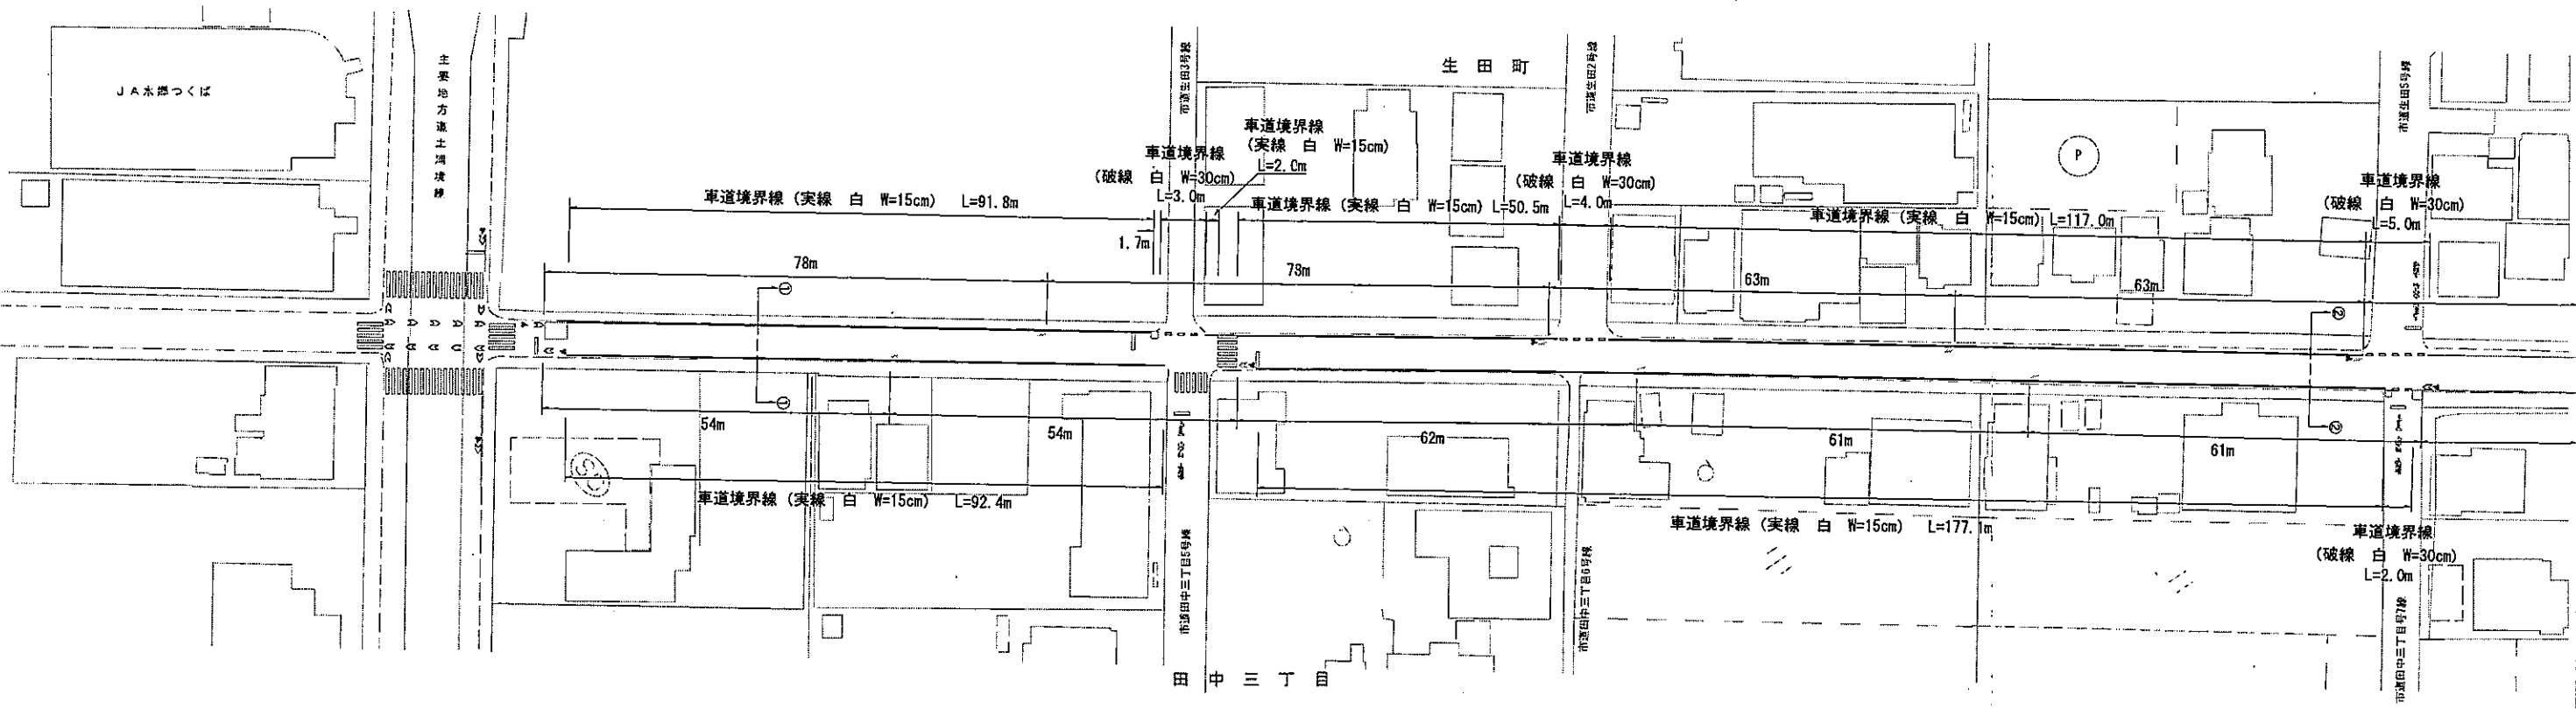 主要地方道土浦境線
JA水郷つくば
市道生田3号線
生田町
市道生田2号線
市道生田5号線
車道境界線
(実線 白 W=15cm)
L=2.0m
車道境界線
(破線 白 W=30cm)
L=3.0m
1.7m
車道境界線
(破線 白 W=30cm)
L=4.0m
P
車道境界線
(破線 白 W=30cm)
L=5.0m
車道境界線(実線 白 W=15cm) L=91.8m
車道境界線(実線 白 W=15cm) L=50.5m
車道境界線(実線 白 W=15cm) L=117.0m
78m
78m
63m
63m
①
②
①
②
54m
54m
62m
61m
61m
車道境界線(実線 白 W=15cm) L=92.4m
車道境界線(実線 白 W=15cm) L=177.1m
車道境界線
(破線 白 W=30cm)
L=2.0m
市道田中三丁目5号線
市道田中三丁目6号線
市道田中三丁目号7線
田中三丁目